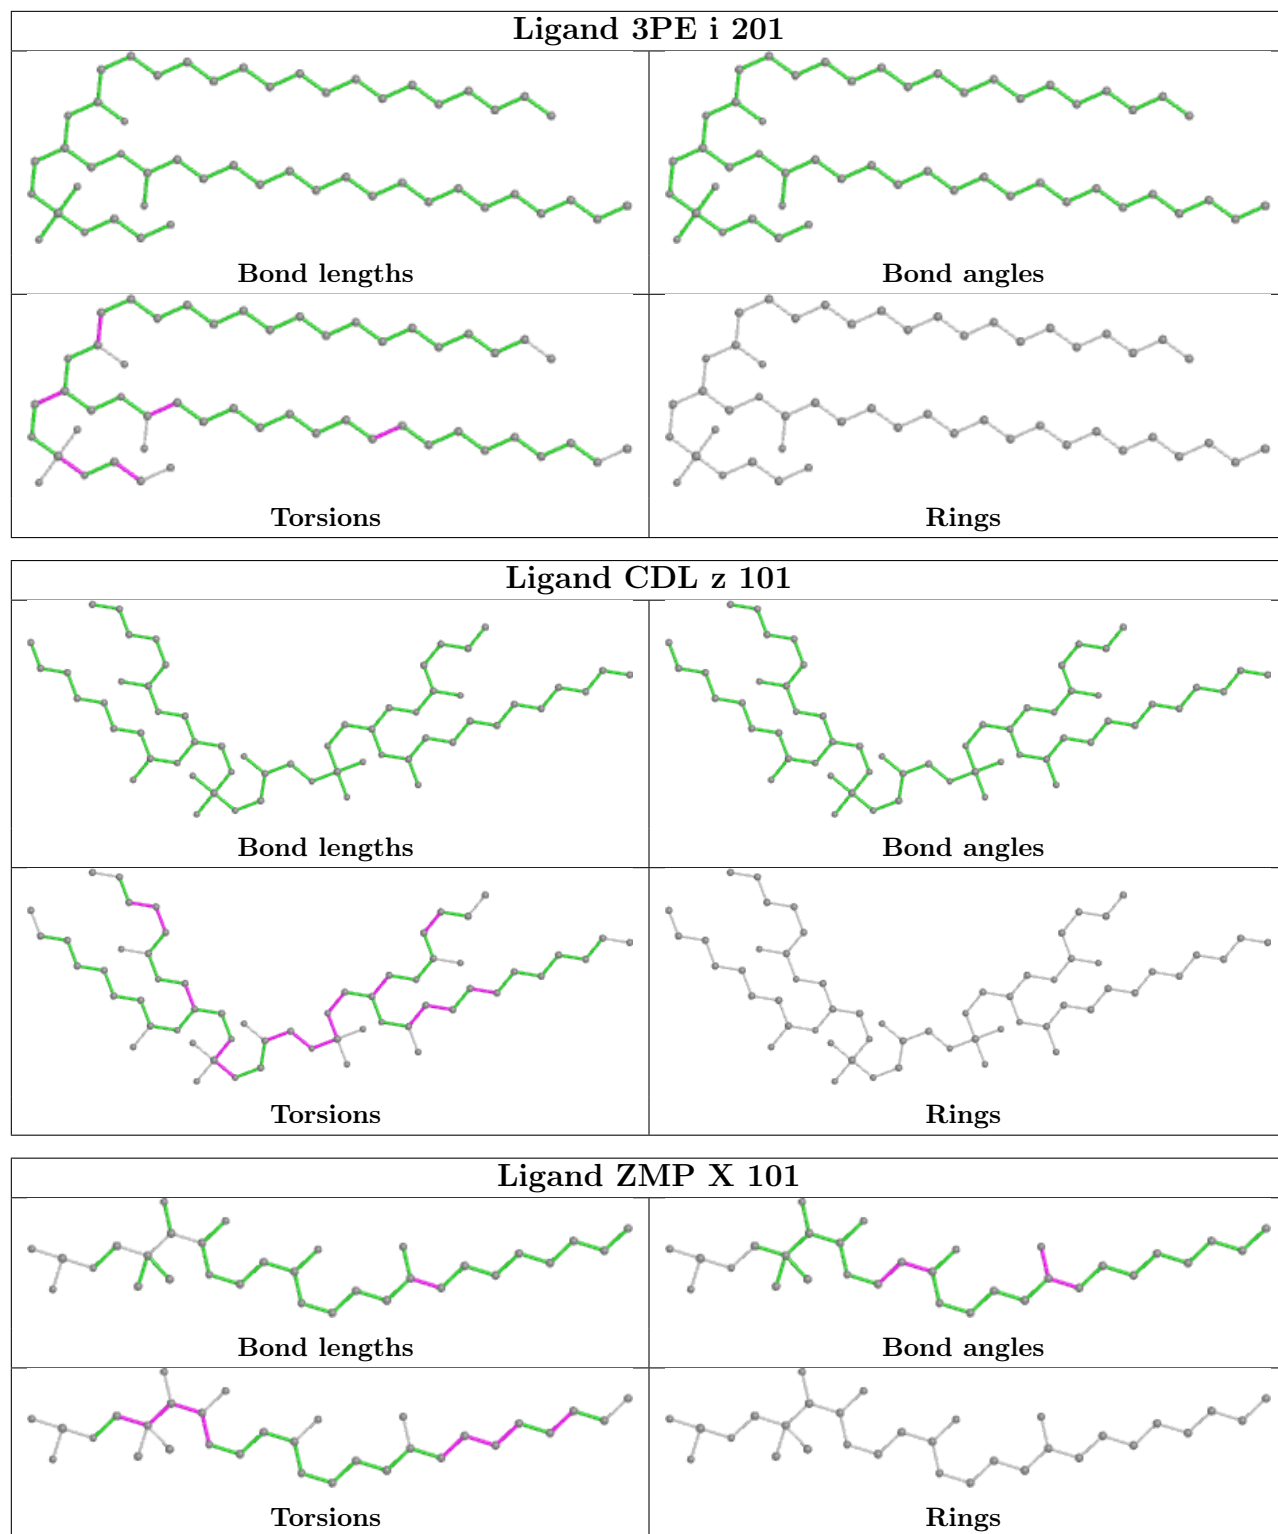 Ligand 3PE i 201
Bond lengths
Bond angles
Torsions
Rings
Ligand CDL z 101
Bond lengths
Bond angles
Torsions
Rings
Ligand ZMP X 101
Bond lengths
Bond angles
Torsions
Rings